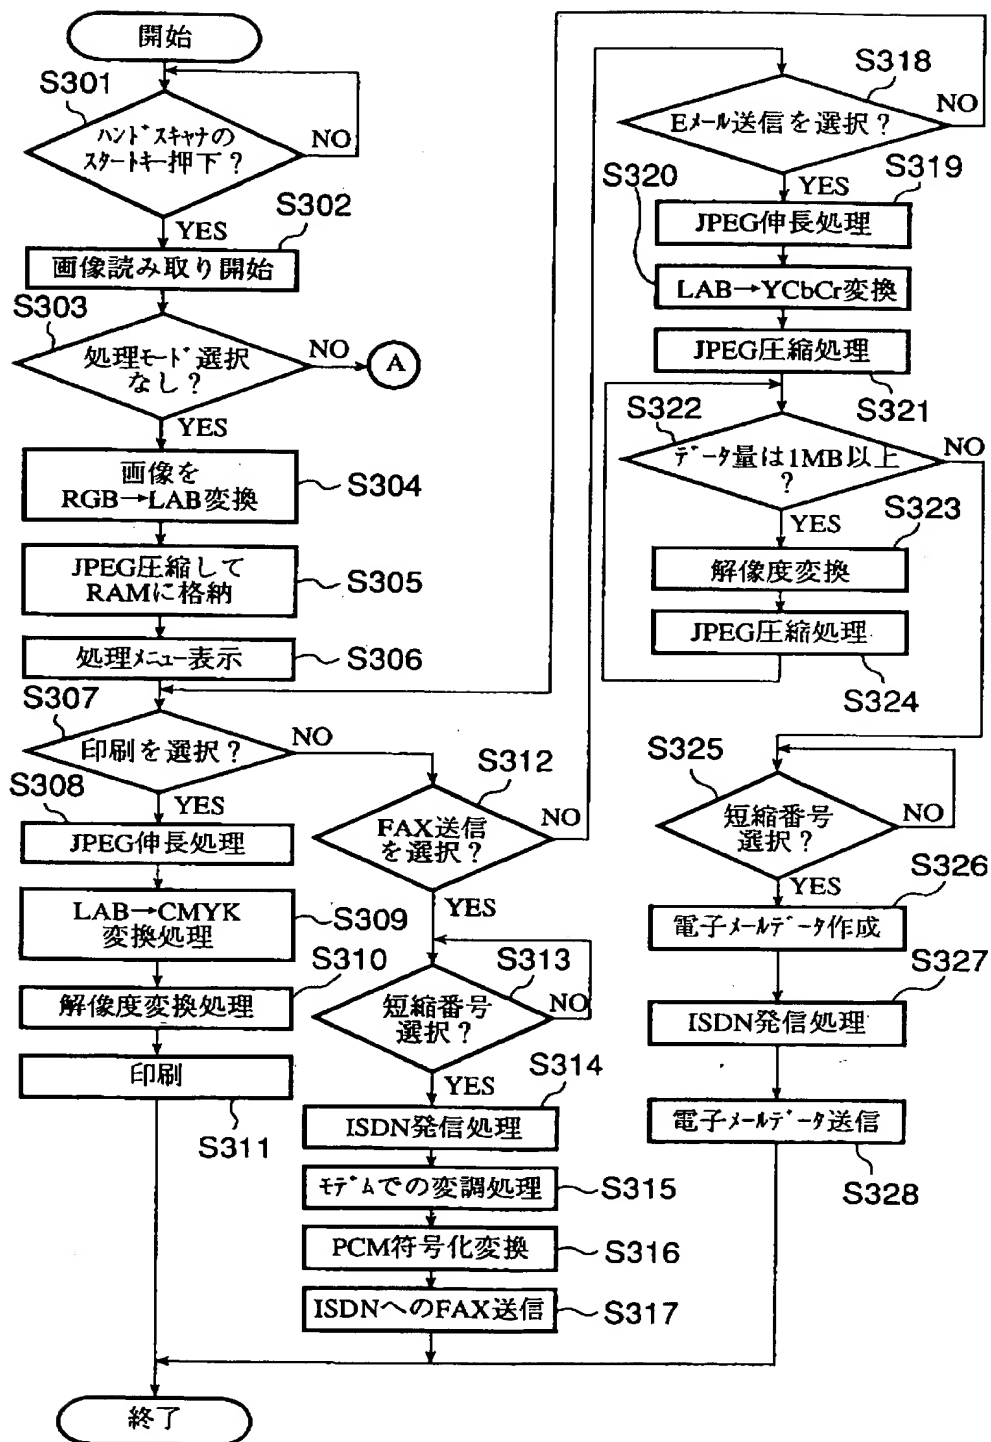 開始
S301
ハンドスキャナの
スタートキー押下?
NO
YES
S302
画像読み取り開始
S303
処理モード選択
なし?
NO
A
YES
画像を
RGB→LAB変換
S304
JPEG圧縮して
RAMに格納
S305
処理メニュー表示
S306
S307
印刷を選択?
NO
YES
S308
JPEG伸長処理
LAB→CMYK
変換処理
S309
S310
解像度変換処理
印刷
S311
S312
FAX送信
を選択?
NO
YES
S313
短縮番号
選択?
NO
YES
S314
ISDN発信処理
モデムでの変調処理
S315
PCM符号化変換
S316
ISDNへのFAX送信
S317
S318
Eメール送信を選択?
NO
YES
S319
JPEG伸長処理
S320
LAB→YCbCr変換
JPEG圧縮処理
S321
S322
データ量は1MB以上
?
NO
YES
S323
解像度変換
JPEG圧縮処理
S324
S325
短縮番号
選択?
NO
YES
S326
電子メールデータ作成
S327
ISDN発信処理
電子メールデータ送信
S328
終了